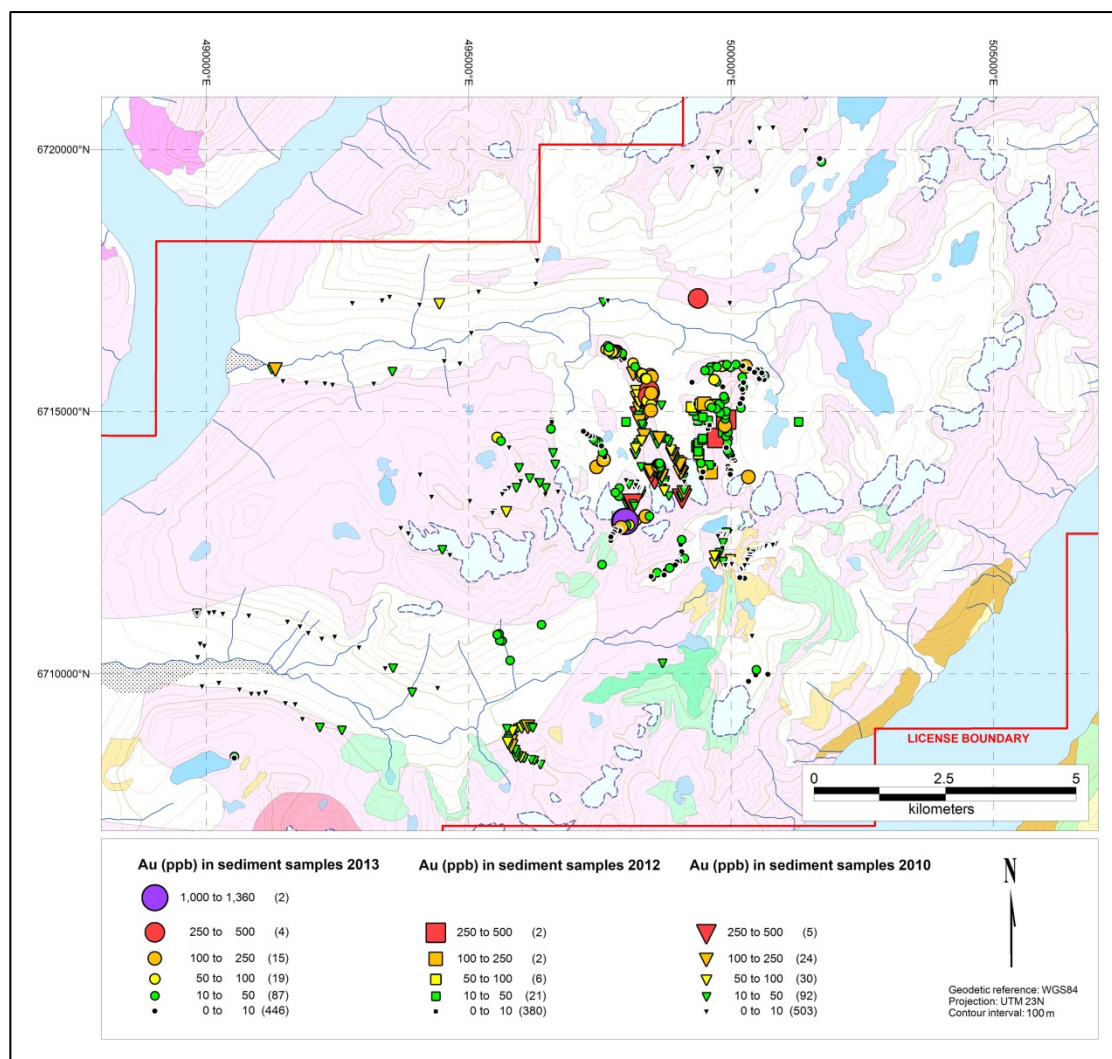 490000°E 495000°E 500000°E 505000°E
6720000°N
6715000°N
6710000°N
LICENSE BOUNDARY
0 2.5 5
kilometers
Au (ppb) in sediment samples 2013 Au (ppb) in sediment samples 2012 Au (ppb) in sediment samples 2010
1,000 to 1,360 (2)
250 to 500 (4) 250 to 500 (2) 250 to 500 (5)
100 to 250 (15) 100 to 250 (2) 100 to 250 (24)
50 to 100 (19) 50 to 100 (6) 50 to 100 (30)
10 to 50 (87) 10 to 50 (21) 10 to 50 (92)
0 to 10 (446) 0 to 10 (380) 0 to 10 (503)
N
Geodetic reference: WGS84
Projection: UTM 23N
Contour interval: 100 m